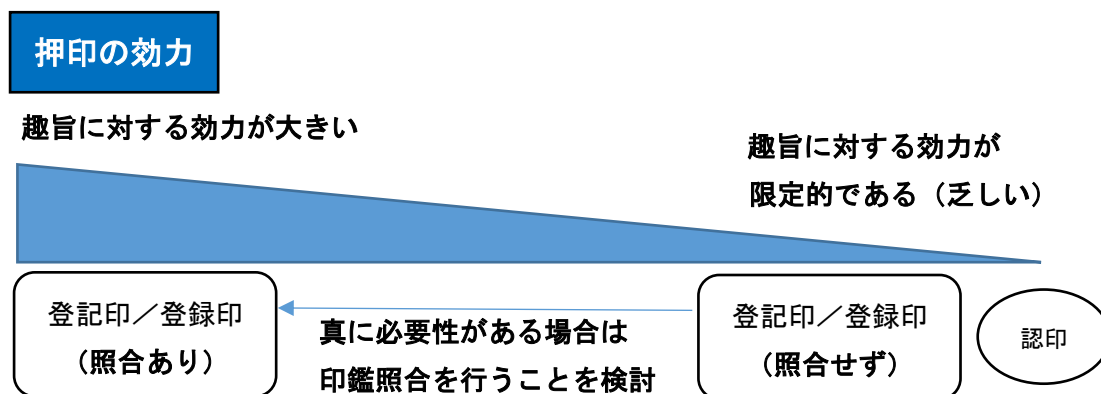 押印の効力
趣旨に対する効力が大きい
趣旨に対する効力が
限定的である（乏しい）
登記印／登録印
（照合あり）
真に必要性がある場合は
印鑑照合を行うことを検討
登記印／登録印
（照合せず）
認印